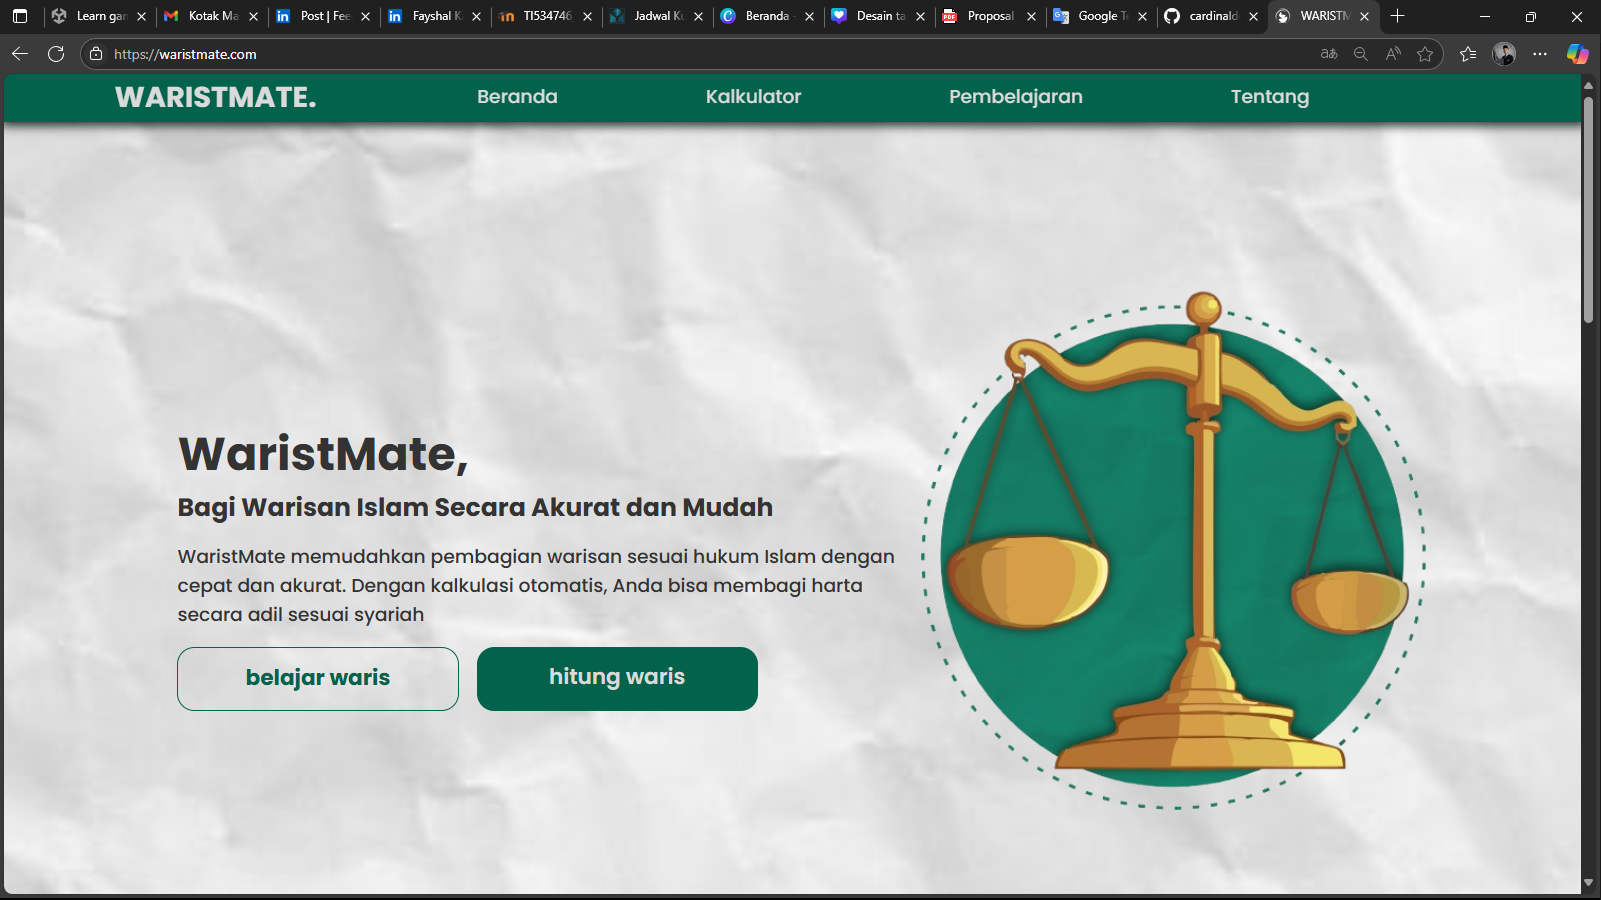 Learn gan
Kotak Ma
Post | Fee
Fayshal K
TI534746
Jadwal Ku
Beranda
Desain ta
Proposal
Google Te
cardinald
WARISTM
https://waristmate.com
WARISTMATE.
Beranda
Kalkulator
Pembelajaran
Tentang
WaristMate,
Bagi Warisan Islam Secara Akurat dan Mudah
WaristMate memudahkan pembagian warisan sesuai hukum Islam dengan
cepat dan akurat. Dengan kalkulasi otomatis, Anda bisa membagi harta
secara adil sesuai syariah
belajar waris
hitung waris